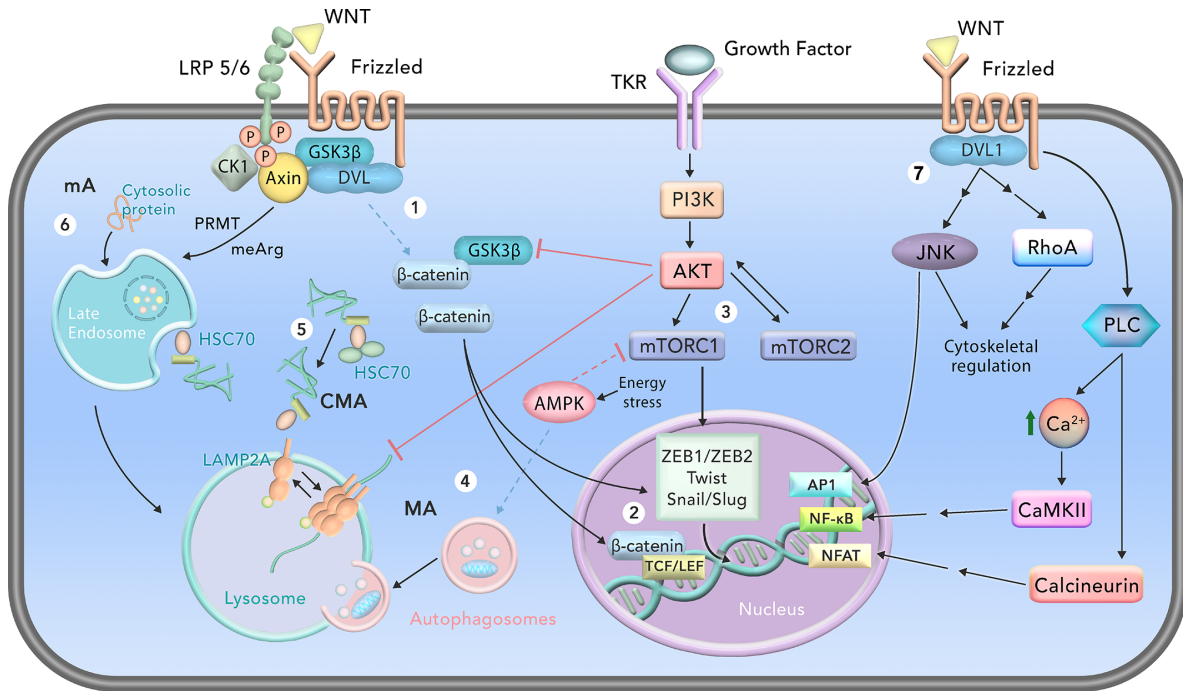 WNT
LRP 5/6
Frizzled
P
P
P
CK1
GSK3β
Axin
DVL
mA
6
Cytosolic
protein
PRMT
meArg
1
Late
Endosome
HSC70
GSK3β
β-catenin
β-catenin
5
HSC70
CMA
LAMP2A
Lysosome
MA
4
Autophagosomes
Growth Factor
TKR
PI3K
AKT
3
mTORC1
mTORC2
AMPK
Energy
stress
ZEB1/ZEB2
Twist
Snail/Slug
2
β-catenin
TCF/LEF
AP1
NF-κB
NFAT
Nucleus
WNT
Frizzled
DVL1
7
JNK
RhoA
PLC
Cytoskeletal
regulation
Ca2+
CaMKII
Calcineurin